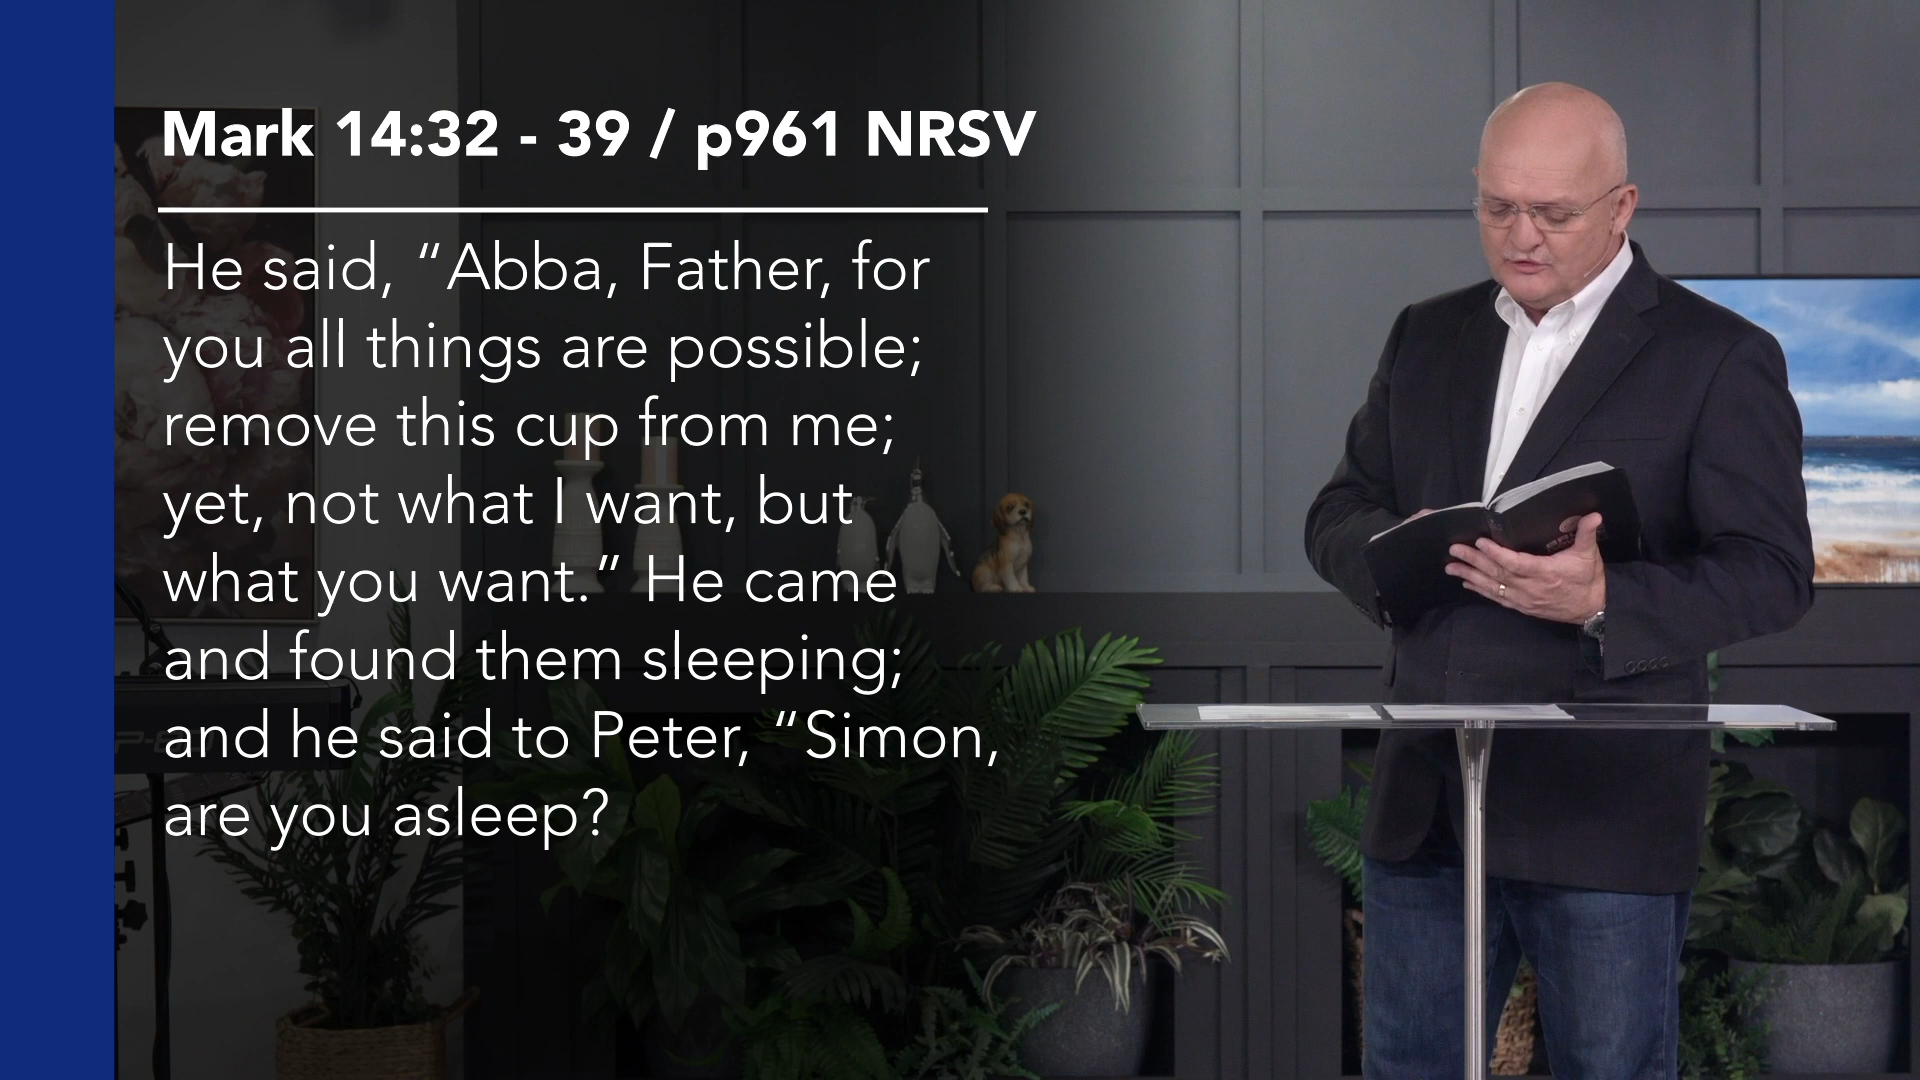 Mark 14:32 - 39 / p961 NRSV
He said, “Abba, Father, for
you all things are possible;
remove this cup from me;
yet, not what I want, but
what you want.” He came
and found them sleeping;
and he said to Peter, “Simon,
are you asleep?